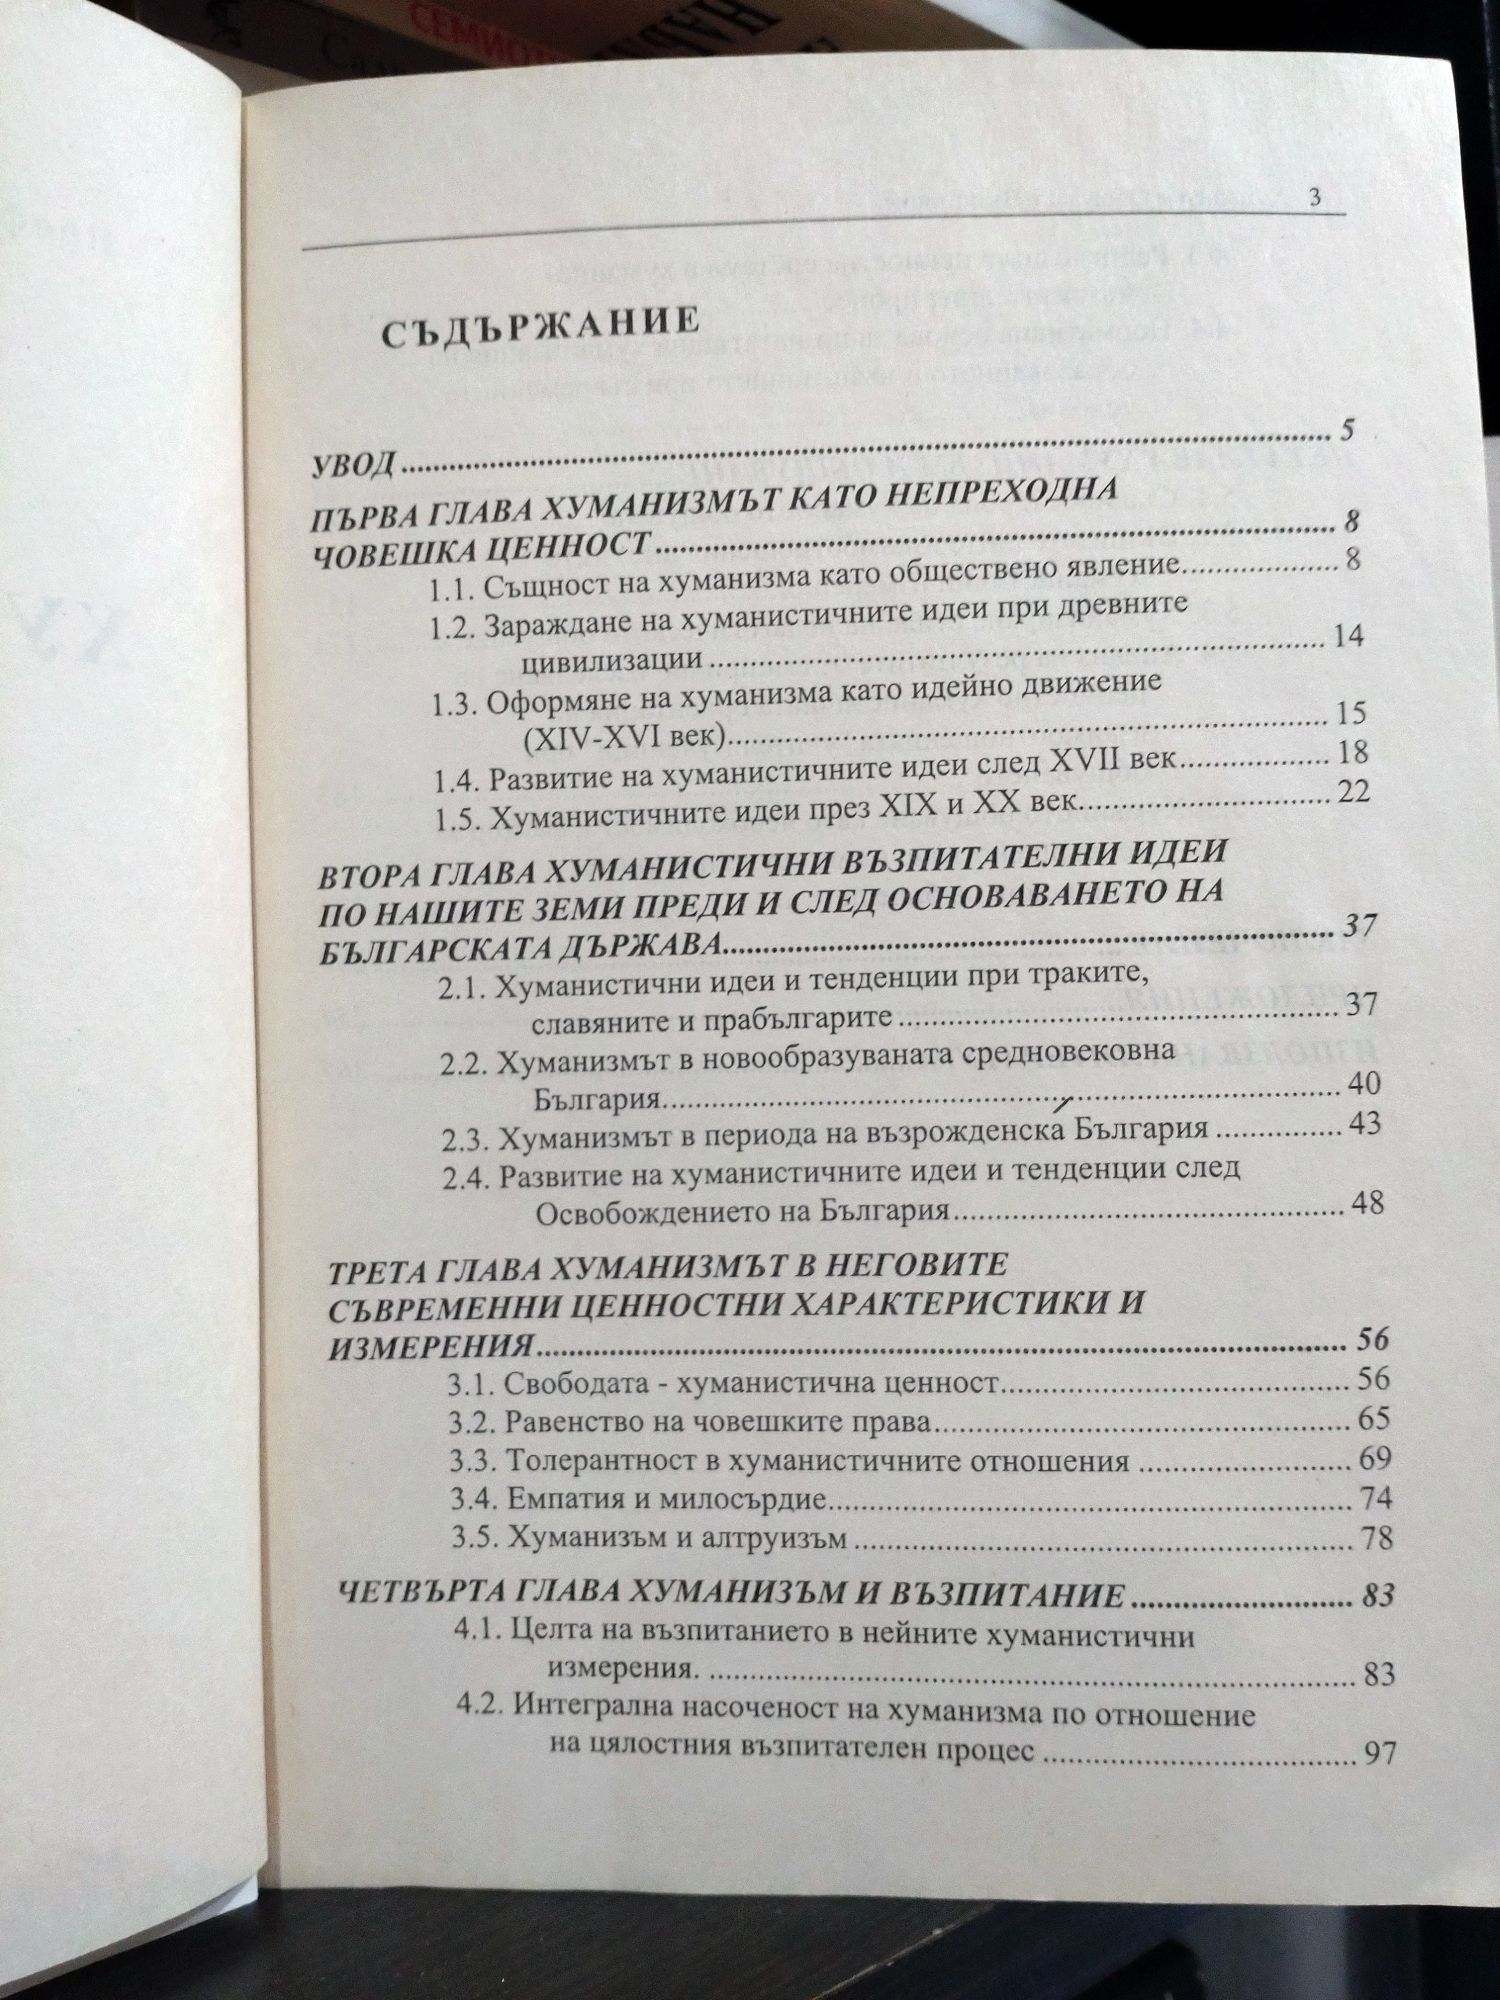 СЕМИО
3
СЪДЪРЖАНИЕ
УВОД........ 5
ПЪРВА ГЛАВА ХУМАНИЗМЪТ КАТО НЕПРЕХОДНА
ЧОВЕШКА ЦЕННОСТ........ 8
1.1. Същност на хуманизма като обществено явление........ 8
1.2. Зараждане на хуманистичните идеи при древните
цивилизации........ 14
1.3. Оформяне на хуманизма като идейно движение
(XIV-XVI век)........ 15
1.4. Развитие на хуманистичните идеи след XVII век........ 18
1.5. Хуманистичните идеи през XIX и XX век........ 22
ВТОРА ГЛАВА ХУМАНИСТИЧНИ ВЪЗПИТАТЕЛНИ ИДЕИ
ПО НАШИТЕ ЗЕМИ ПРЕДИ И СЛЕД ОСНОВАВАНЕТО НА
БЪЛГАРСКАТА ДЪРЖАВА........ 37
2.1. Хуманистични идеи и тенденции при траките,
славяните и прабългарите........ 37
2.2. Хуманизмът в новообразуваната средновековна
България........ 40
2.3. Хуманизмът в периода на възрожденска България........ 43
2.4. Развитие на хуманистичните идеи и тенденции след
Освобождението на България........ 48
ТРЕТА ГЛАВА ХУМАНИЗМЪТ В НЕГОВИТЕ
СЪВРЕМЕННИ ЦЕННОСТНИ ХАРАКТЕРИСТИКИ И
ИЗМЕРЕНИЯ........ 56
3.1. Свободата - хуманистична ценност........ 56
3.2. Равенство на човешките права........ 65
3.3. Толерантност в хуманистичните отношения........ 69
3.4. Емпатия и милосърдие........ 74
3.5. Хуманизъм и алтруизъм........ 78
ЧЕТВЪРТА ГЛАВА ХУМАНИЗЪМ И ВЪЗПИТАНИЕ........ 83
4.1. Целта на възпитанието в нейните хуманистични
измерения. ........ 83
4.2. Интегрална насоченост на хуманизма по отношение
на цялостния възпитателен процес........ 97